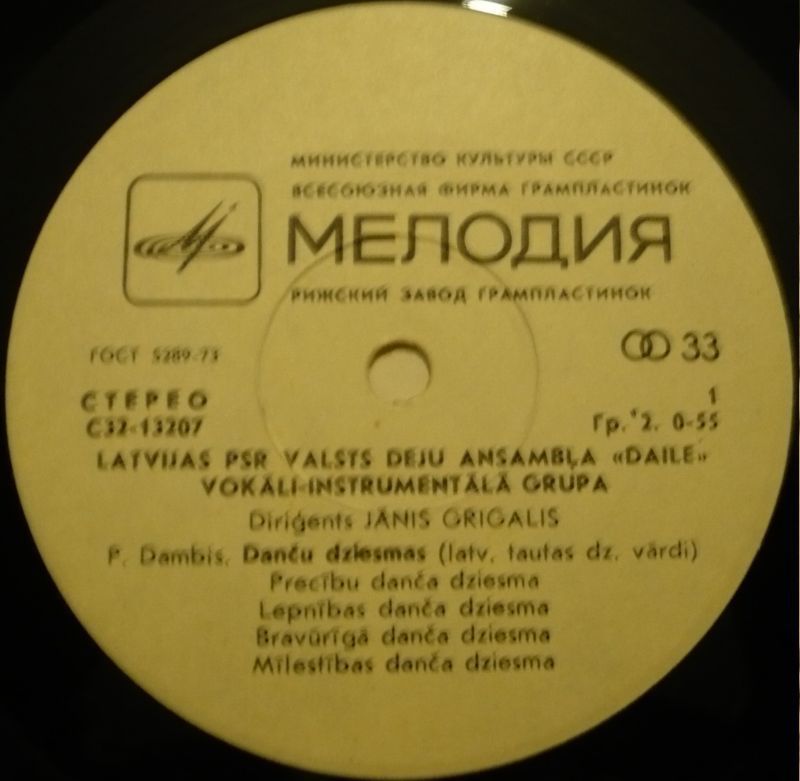 МИНИСТЕРСТВО КУЛЬТУРЫ СССР
ВСЕСОЮЗНАЯ ФИРМА ГРАМПЛАСТИНОК
МЕЛОДИЯ
РИЖСКИЙ ЗАВОД ГРАМПЛАСТИНОК
ГОСТ 5289-73
33
СТЕРЕО
1
С32-13207
Гр. 2. 0-55
LATVIJAS PSR VALSTS DEJU ANSAMBĻA «DAILE»
VOKĀLI-INSTRUMENTĀLĀ GRUPA
Diriģents JĀNIS GRIGALIS
P. Dambis. Danču dziesmas (latv. tautas dz. vārdi)
Precību danča dziesma
Lepnības danča dziesma
Bravūrīgā danča dziesma
Mīlestības danča dziesma